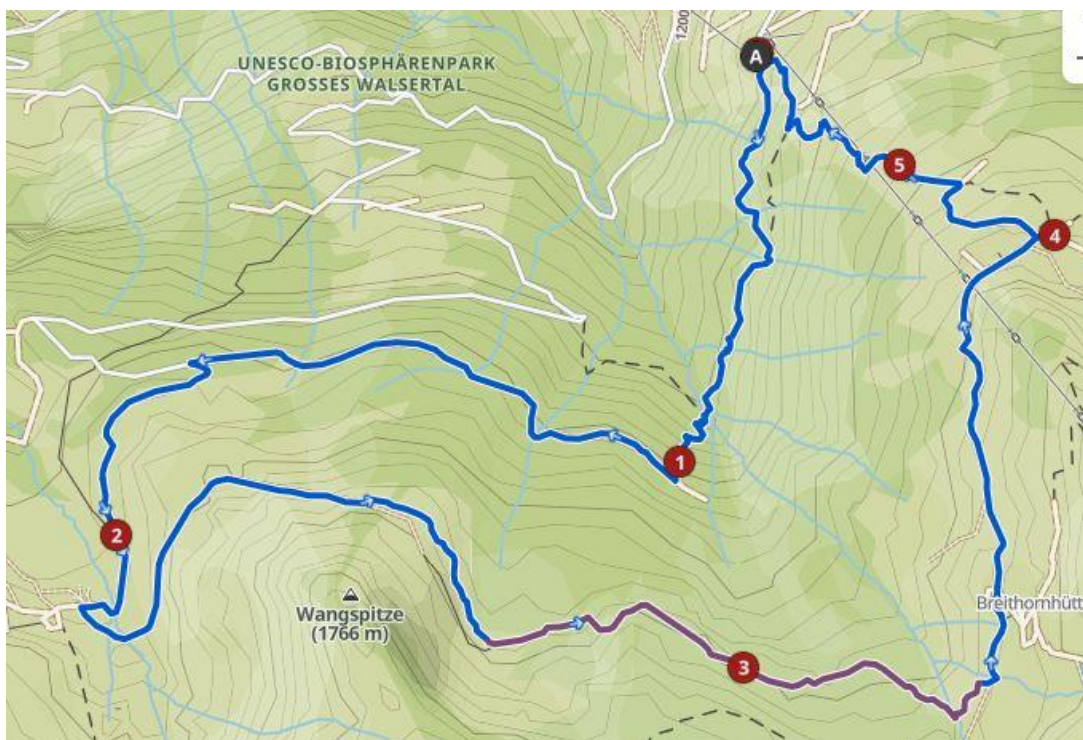 1200
A
UNESCO-BIOSPHÄRENPARK
GROSSES WALSERTAL
5
4
1
2
Wangspitze
(1766 m)
Breithornhütt
3